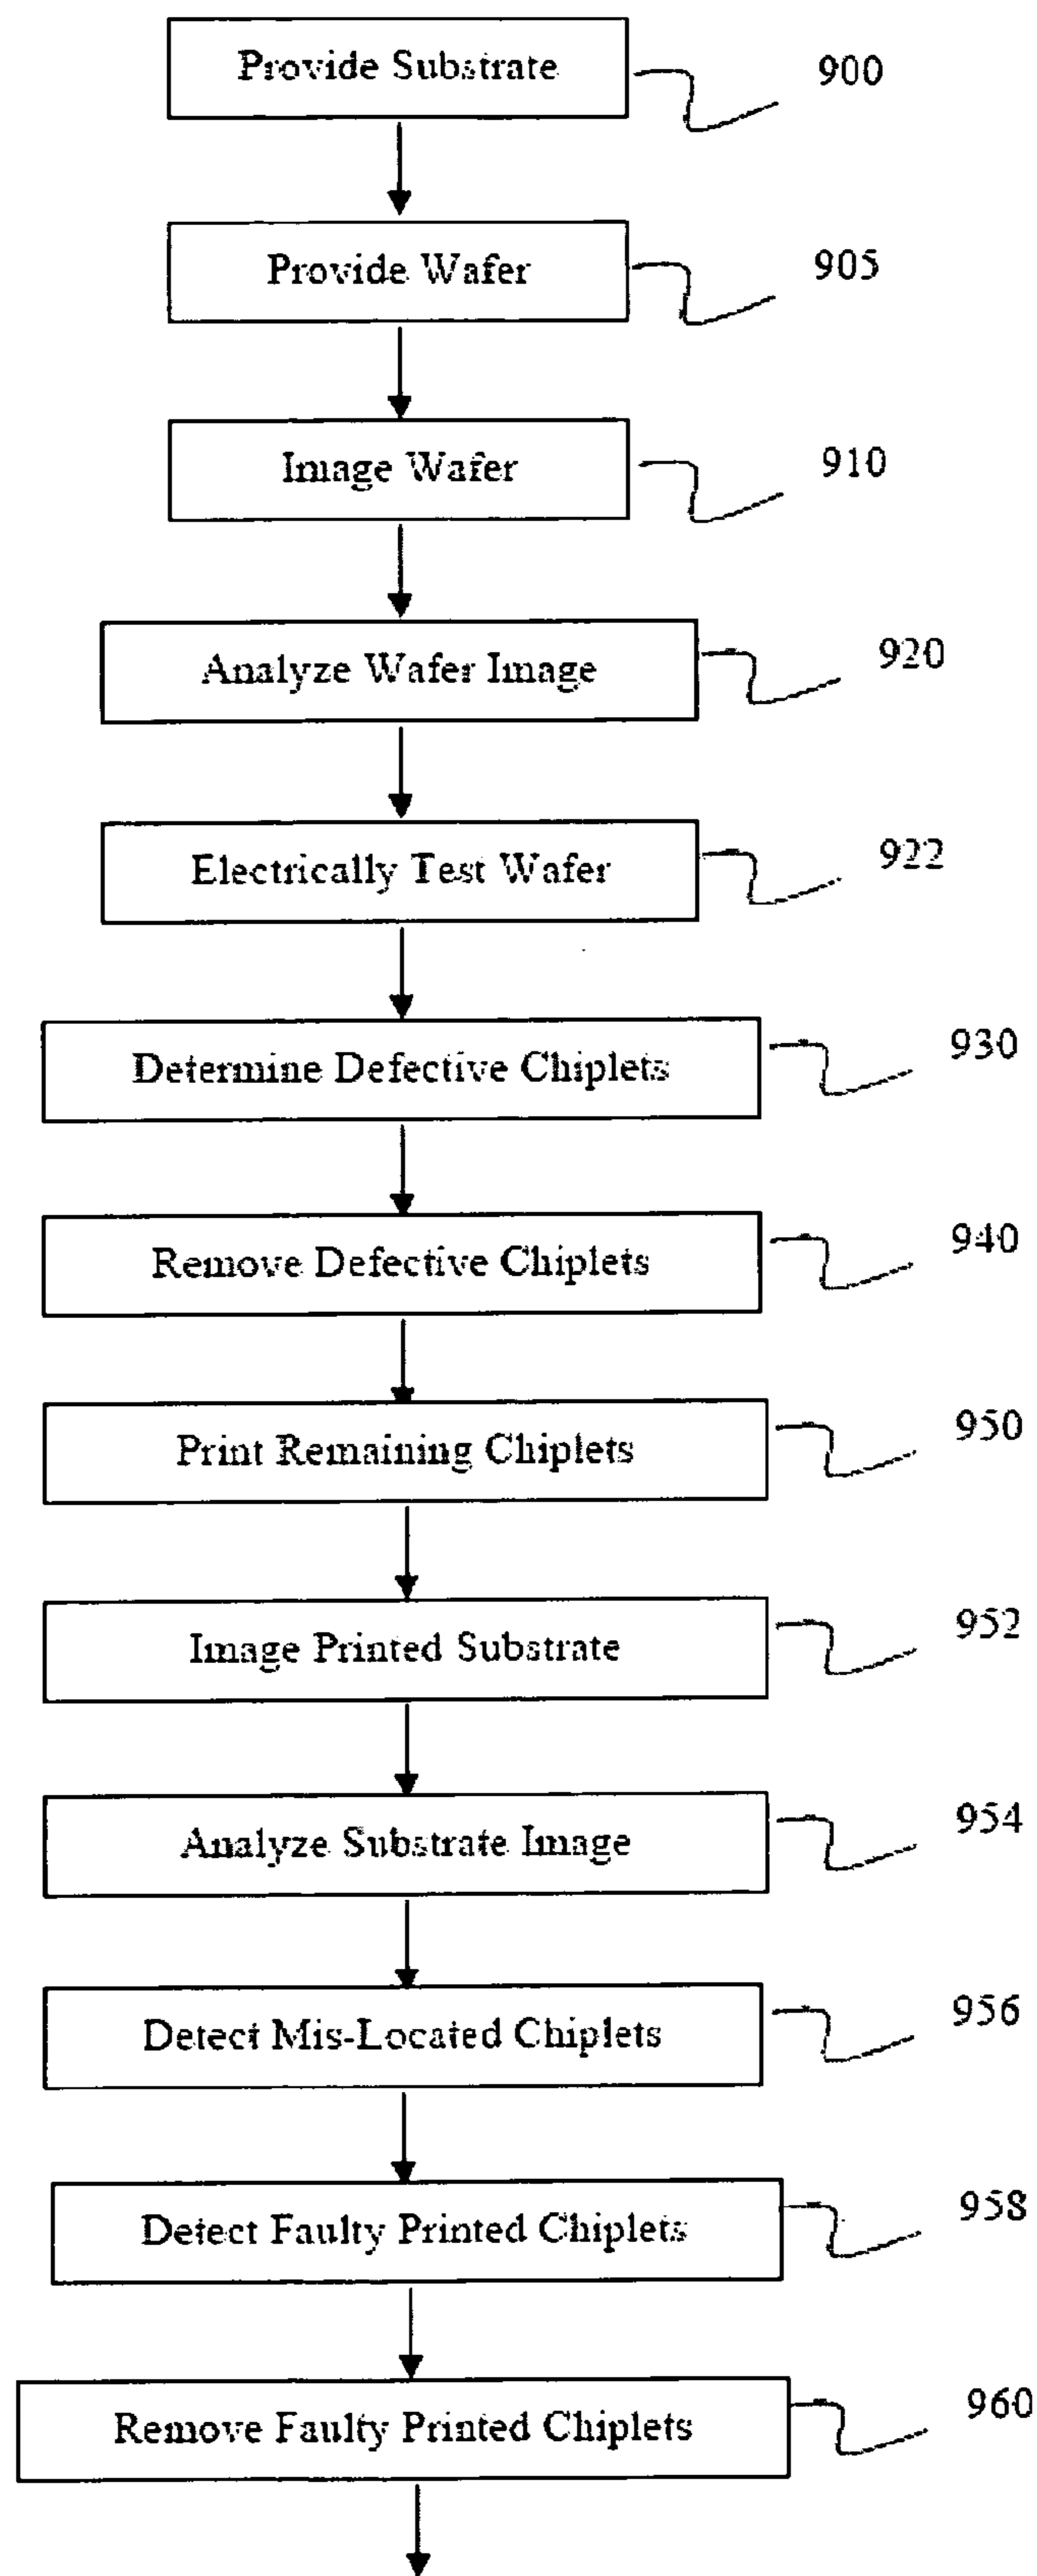 Provide Substrate
900
Provide Wafer
905
Image Wafer
910
Analyze Wafer Image
920
Electrically Test Wafer
922
Determine Defective Chiplets
930
Remove Defective Chiplets
940
Print Remaining Chiplets
950
Image Printed Substrate
952
Analyze Substrate Image
954
Detect Mis-Located Chiplets
956
Detect Faulty Printed Chiplets
958
Remove Faulty Printed Chiplets
960